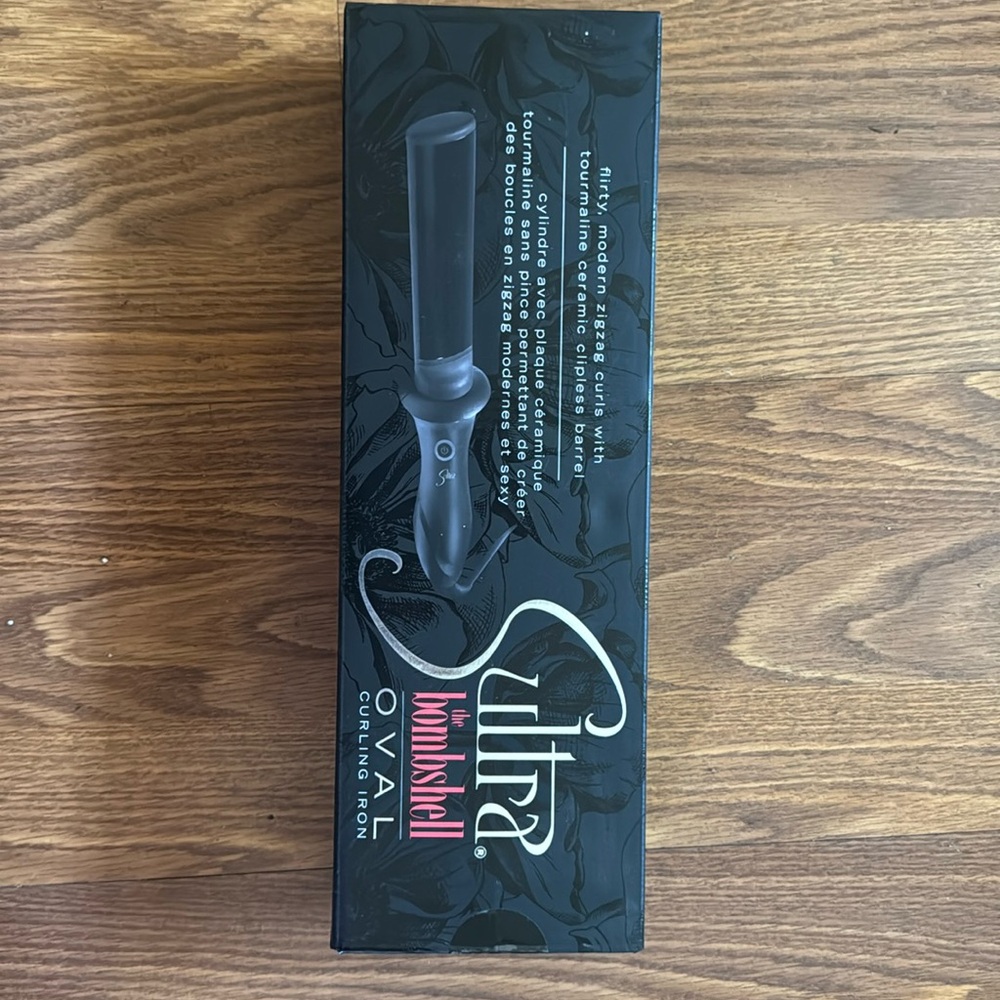 flirty, modern zigzag curls with
tourmaline ceramic clipless barrel
cylindre avec plaque céramique
tourmaline sans pince permettant de créer
des boucles en zigzag modernes et sexy
Sultra
Sultra®
the
bombshell
OVAL
CURLING IRON